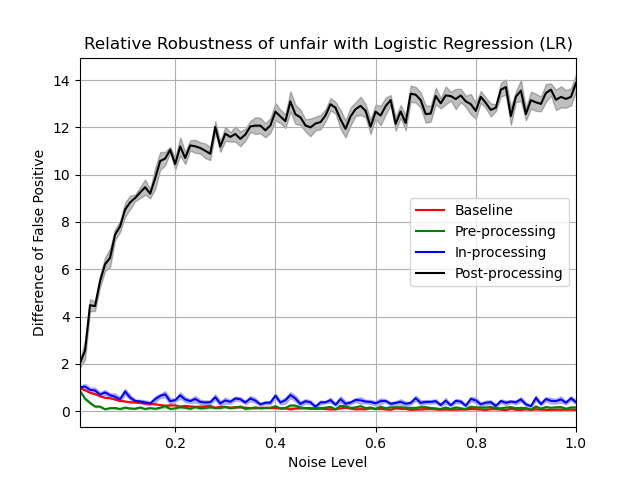 Relative Robustness of unfair with Logistic Regression (LR)
Difference of False Positive
14
12
10
8
6
4
2
0
Baseline
Pre-processing
In-processing
Post-processing
0.2
0.4
0.6
0.8
1.0
Noise Level